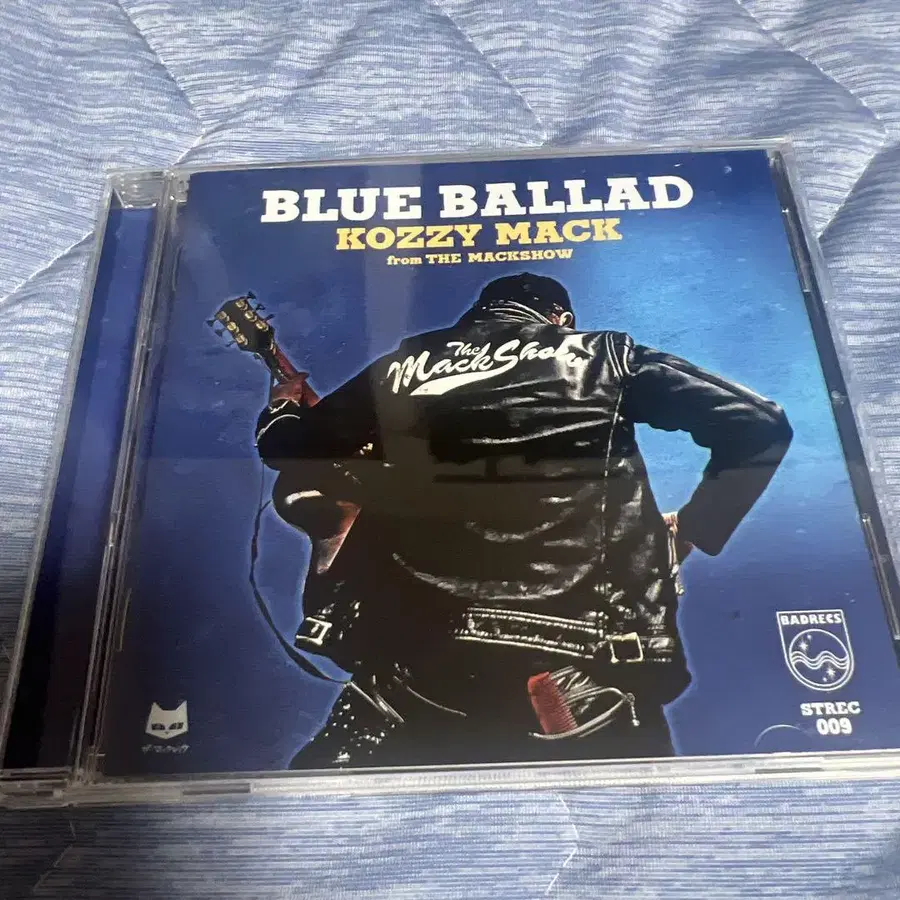 BLUE BALLAD
KOZZY MACK
from THE MACKSHOW
The
MackShow
BADRECS
STREC
009